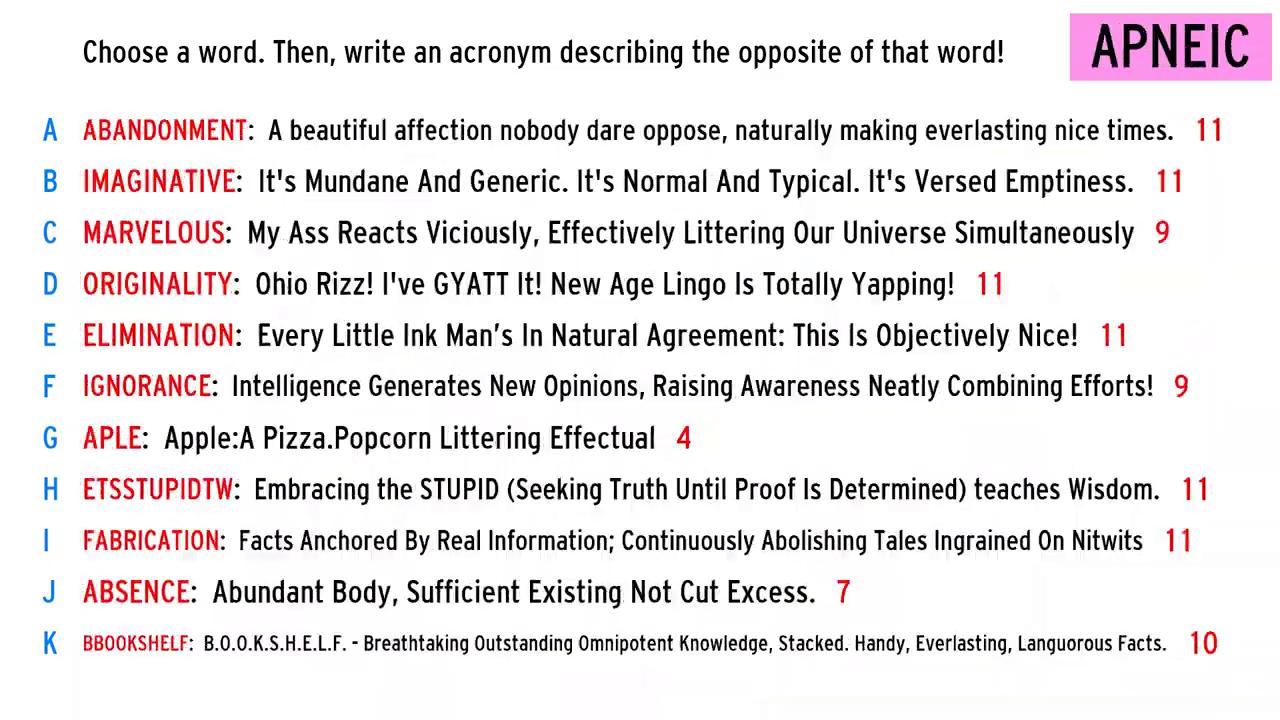 Choose a word. Then, write an acronym describing the opposite of that word!
APNEIC
A ABANDONMENT: A beautiful affection nobody dare oppose, naturally making everlasting nice times. 11
B IMAGINATIVE: It's Mundane And Generic. It's Normal And Typical. It's Versed Emptiness. 11
C MARVELOUS: My Ass Reacts Viciously, Effectively Littering Our Universe Simultaneously 9
D ORIGINALITY: Ohio Rizz! I've GYATT It! New Age Lingo Is Totally Yapping! 11
E ELIMINATION: Every Little Ink Man’s In Natural Agreement: This Is Objectively Nice! 11
F IGNORANCE: Intelligence Generates New Opinions, Raising Awareness Neatly Combining Efforts! 9
G APLE: Apple:A Pizza.Popcorn Littering Effectual 4
H ETSSTUPIDTW: Embracing the STUPID (Seeking Truth Until Proof Is Determined) teaches Wisdom. 11
I FABRICATION: Facts Anchored By Real Information; Continuously Abolishing Tales Ingrained On Nitwits 11
J ABSENCE: Abundant Body, Sufficient Existing Not Cut Excess. 7
K BBOOKSHELF: B.O.O.K.S.H.E.L.F. - Breathtaking Outstanding Omnipotent Knowledge, Stacked. Handy, Everlasting, Languorous Facts. 10